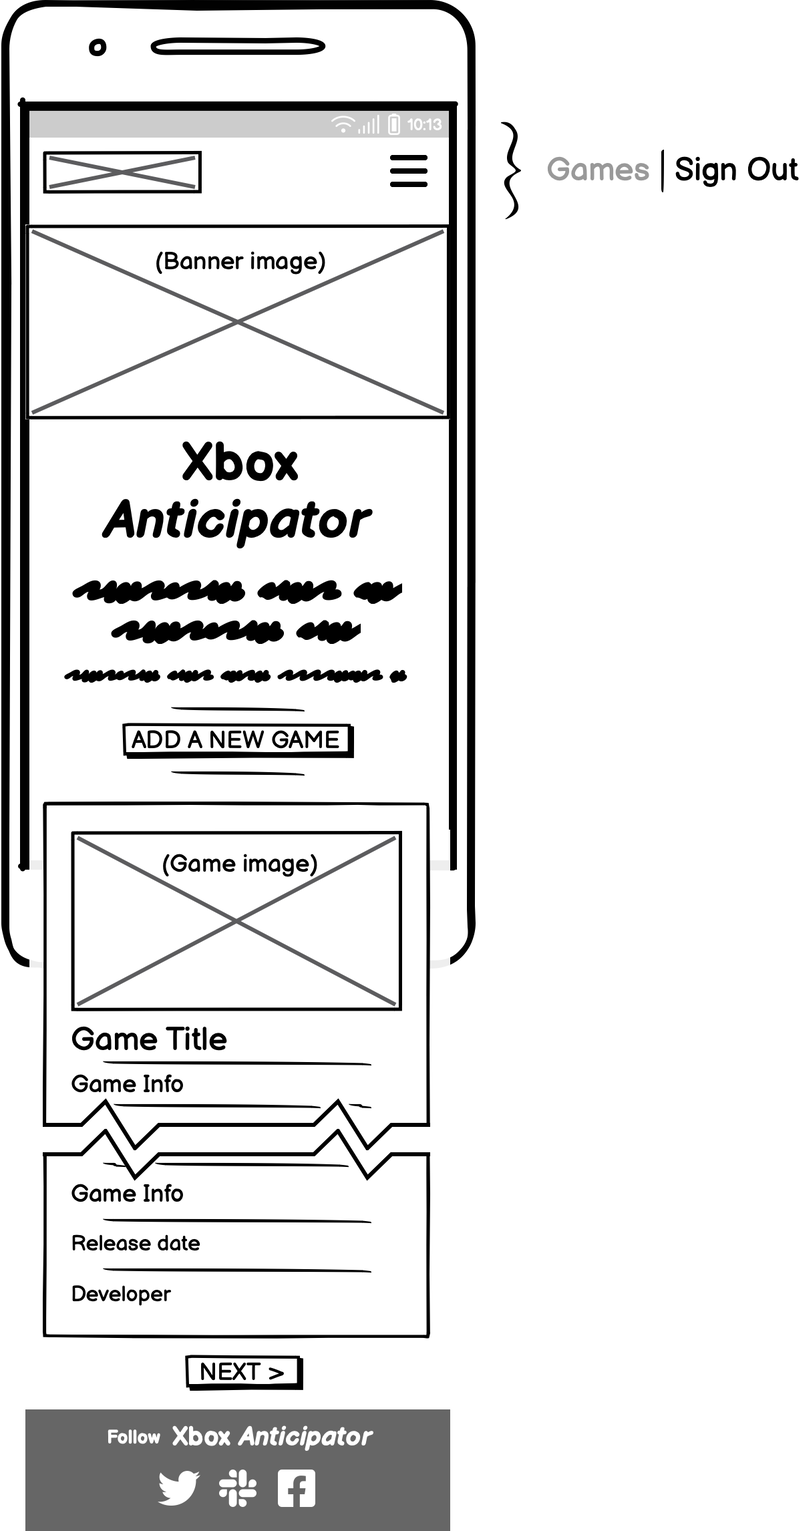 10:13
Games | Sign Out
(Banner image)
Xbox
Anticipator
ADD A NEW GAME
(Game image)
Game Title
Game Info
Game Info
Release date
Developer
NEXT >
Follow Xbox Anticipator